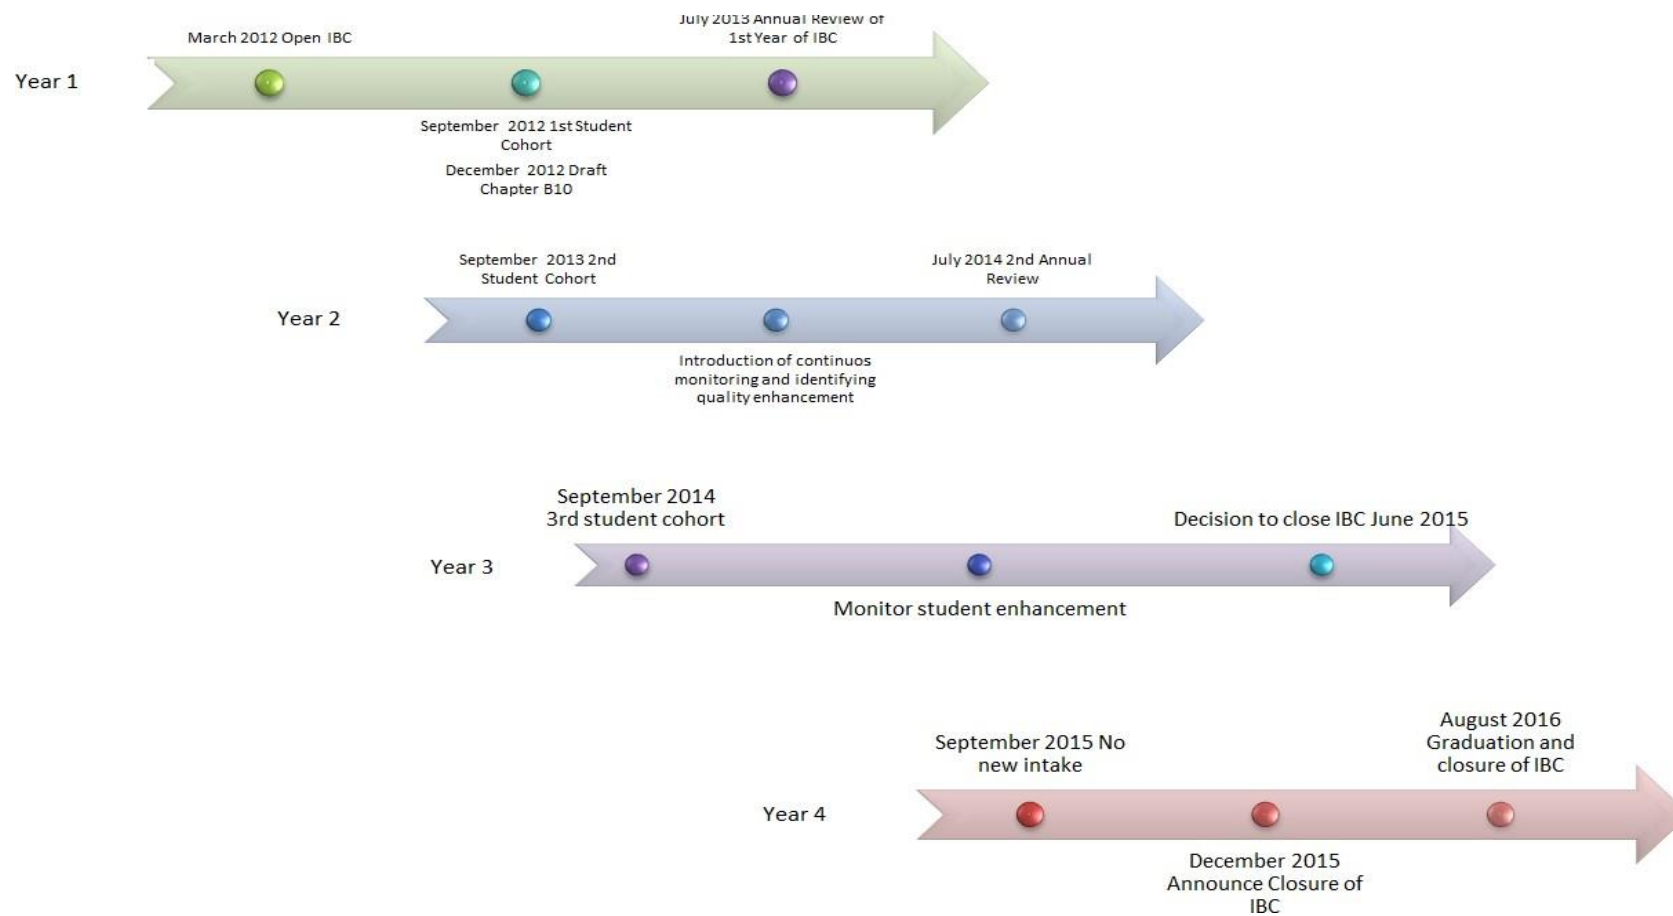 July 2013 Annual Review of
1st Year of IBC
March 2012 Open IBC
Year 1
September 2012 1st Student
Cohort
December 2012 Draft
Chapter B10
September 2013 2nd
Student Cohort
July 2014 2nd Annual
Review
Year 2
Introduction of continuos
monitoring and identifying
quality enhancement
September 2014
3rd student cohort
Decision to close IBC June 2015
Year 3
Monitor student enhancement
September 2015 No
new intake
August 2016
Graduation and
closure of IBC
Year 4
December 2015
Announce Closure of
IBC